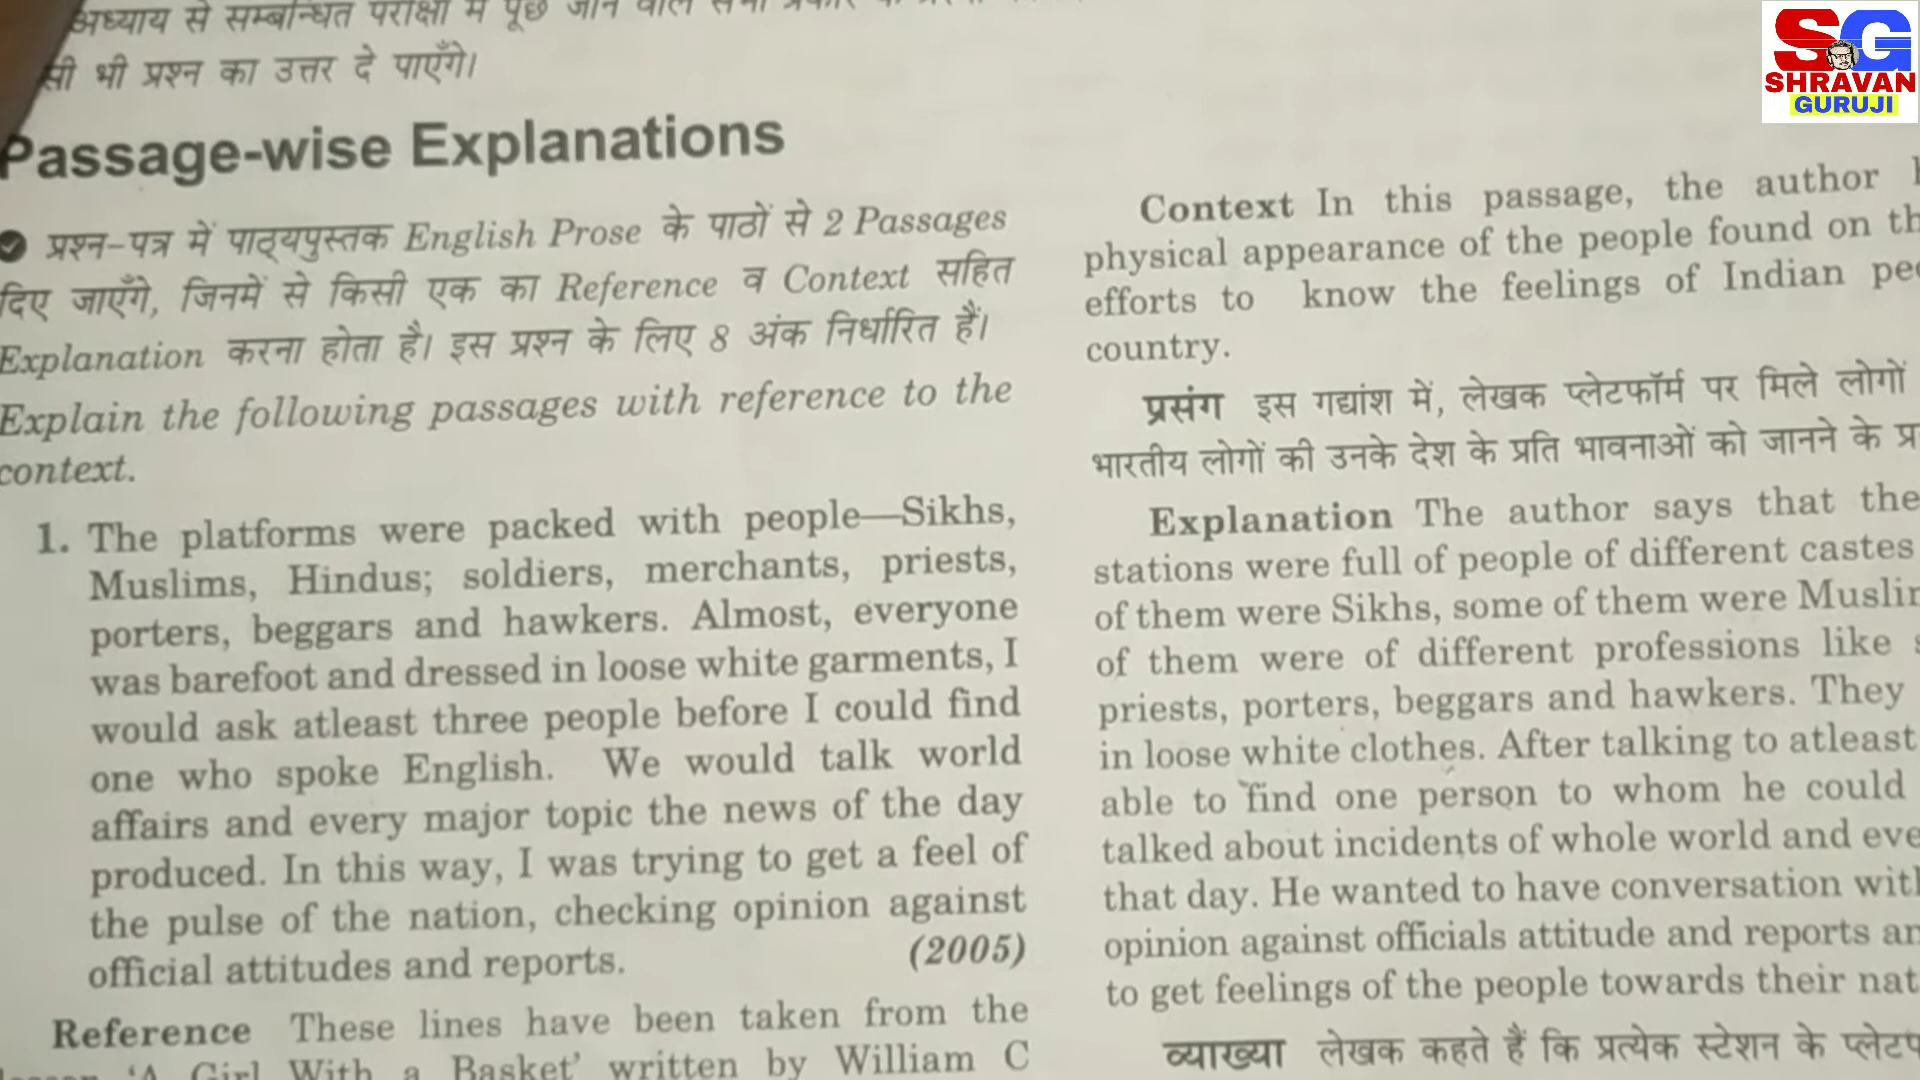 अध्याय से सम्बन्धित परीक्षा में पूछे जाने वाले सभी प्रकार
भी प्रश्न का उत्तर दे पाएँगे।
Passage-wise Explanations
प्रश्न-पत्र में पाठ्यपुस्तक English Prose के पाठों से 2 Passages
दिए जाएँगे, जिनमें से किसी एक का Reference व Context सहित
Explanation करना होता है। इस प्रश्न के लिए 8 अंक निर्धारित हैं।
Explain the following passages with reference to the
context.
1. The platforms were packed with people—Sikhs,
Muslims, Hindus; soldiers, merchants, priests,
porters, beggars and hawkers. Almost, everyone
was barefoot and dressed in loose white garments, I
would ask atleast three people before I could find
one who spoke English. We would talk world
affairs and every major topic the news of the day
produced. In this way, I was trying to get a feel of
the pulse of the nation, checking opinion against
official attitudes and reports. (2005)
Reference These lines have been taken from the
'A Girl With a Basket' written by William C
Context In this passage, the author
physical appearance of the people found on
efforts to know the feelings of Indian
country.
प्रसंग इस गद्यांश में, लेखक प्लेटफॉर्म पर मिले लोगों
भारतीय लोगों की उनके देश के प्रति भावनाओं को जानने के
Explanation The author says that the
stations were full of people of different castes
of them were Sikhs, some of them were
of them were of different professions like
priests, porters, beggars and hawkers. They
in loose white clothes. After talking to atleast
able to find one person to whom he could
talked about incidents of whole world and
that day. He wanted to have conversation
opinion against officials attitude and reports
to get feelings of the people towards their
व्याख्या लेखक कहते हैं कि प्रत्येक स्टेशन के
SG
SHRAVAN
GURUJI